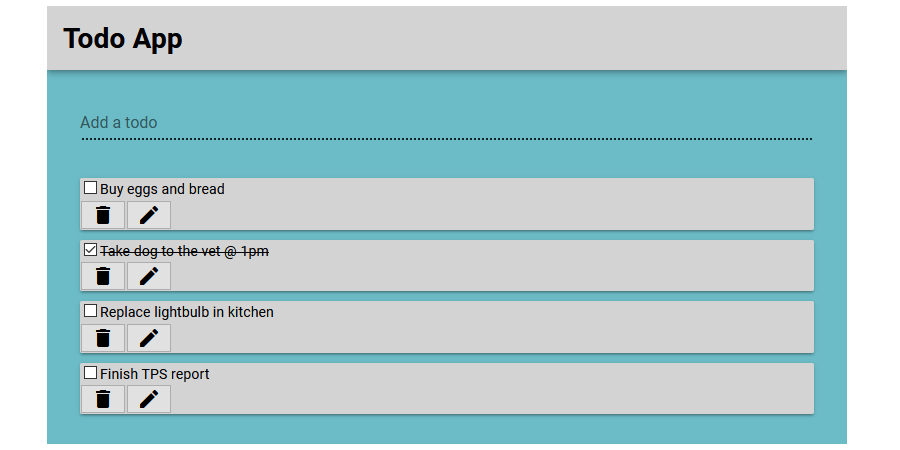 Todo App
Add a todo
Buy eggs and bread
Take dog to the vet @ 1pm
Replace lightbulb in kitchen
Finish TPS report